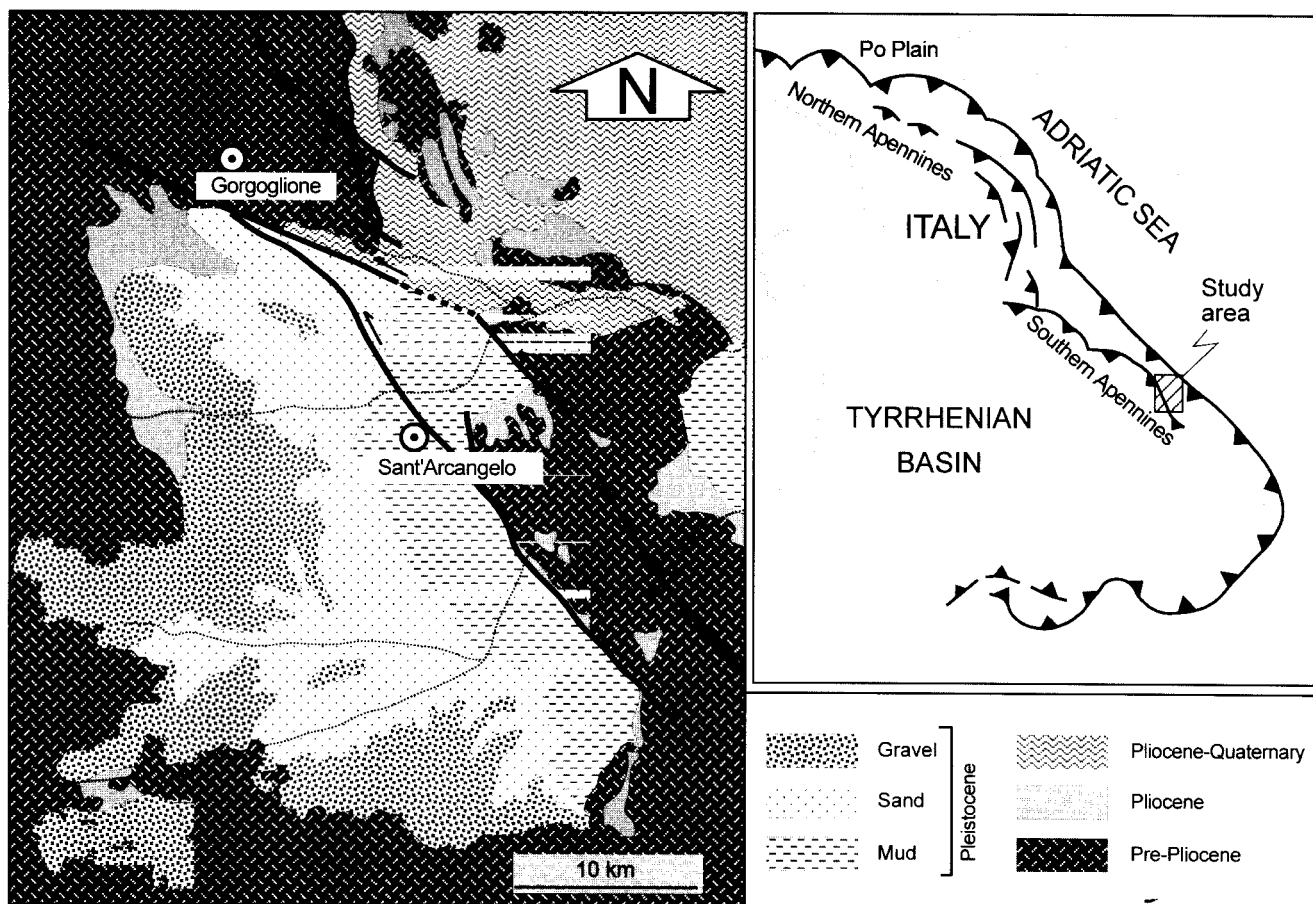 N
Gorgoglione
Sant'Arcangelo
10 km
Po Plain
Northern Apennines
ADRIATIC SEA
ITALY
Study
area
Southern Apennines
TYRRHENIAN
BASIN
Gravel
Sand
Mud
Pleistocene
Pliocene-Quaternary
Pliocene
Pre-Pliocene